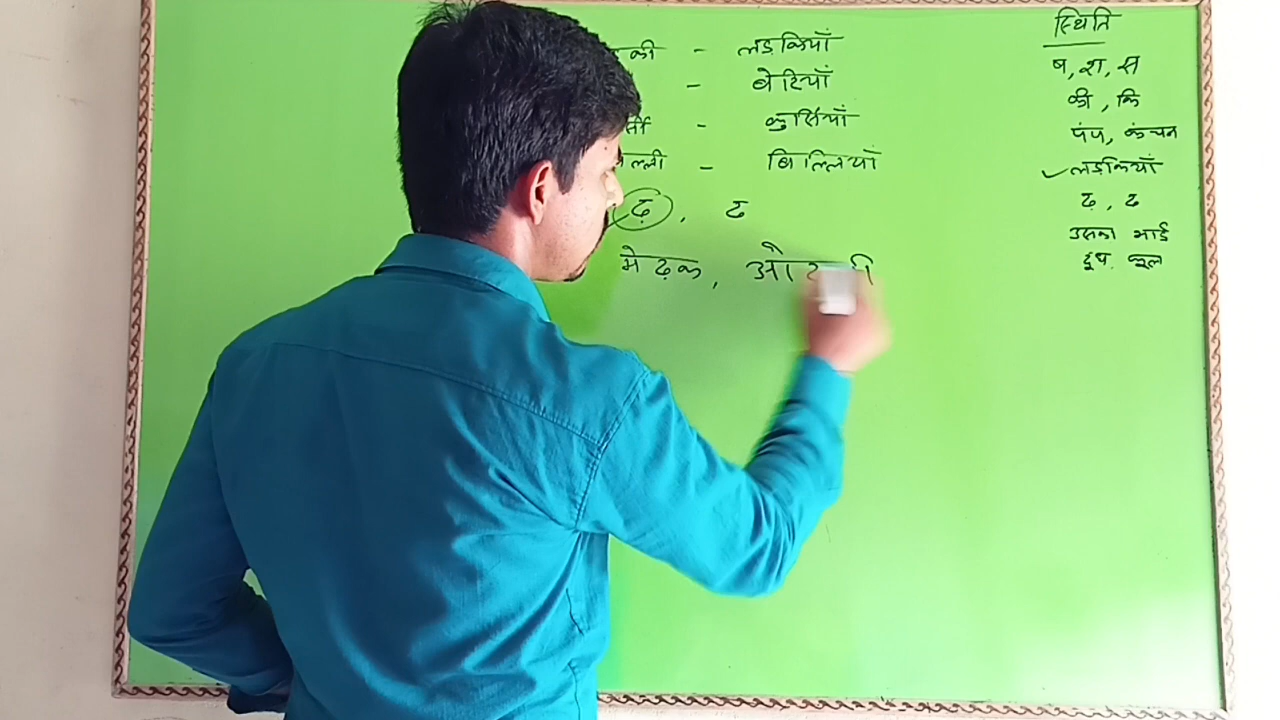 की - लड़कियाँ
- बेटियाँ
र्सी - कुर्सियाँ
ल्ली - बिल्लियाँ
ढ़, ढ
मेढ़क,
स्थिति
ष, श, स
की, कि
पंप, कंचन
लड़कियाँ
ढ़, ढ
उसका भाई